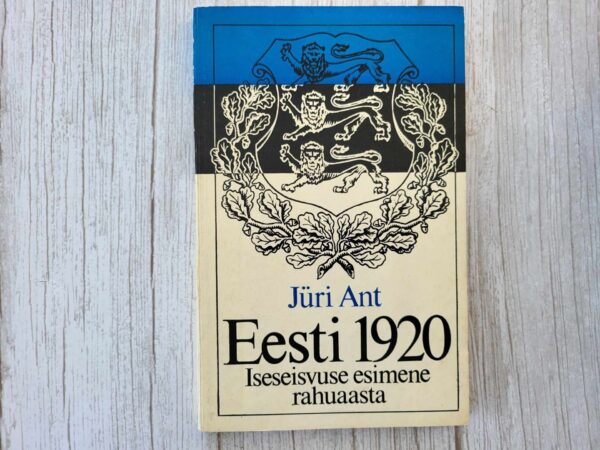 Jüri Ant
Eesti 1920
Iseseisvuse esimene
rahuaasta